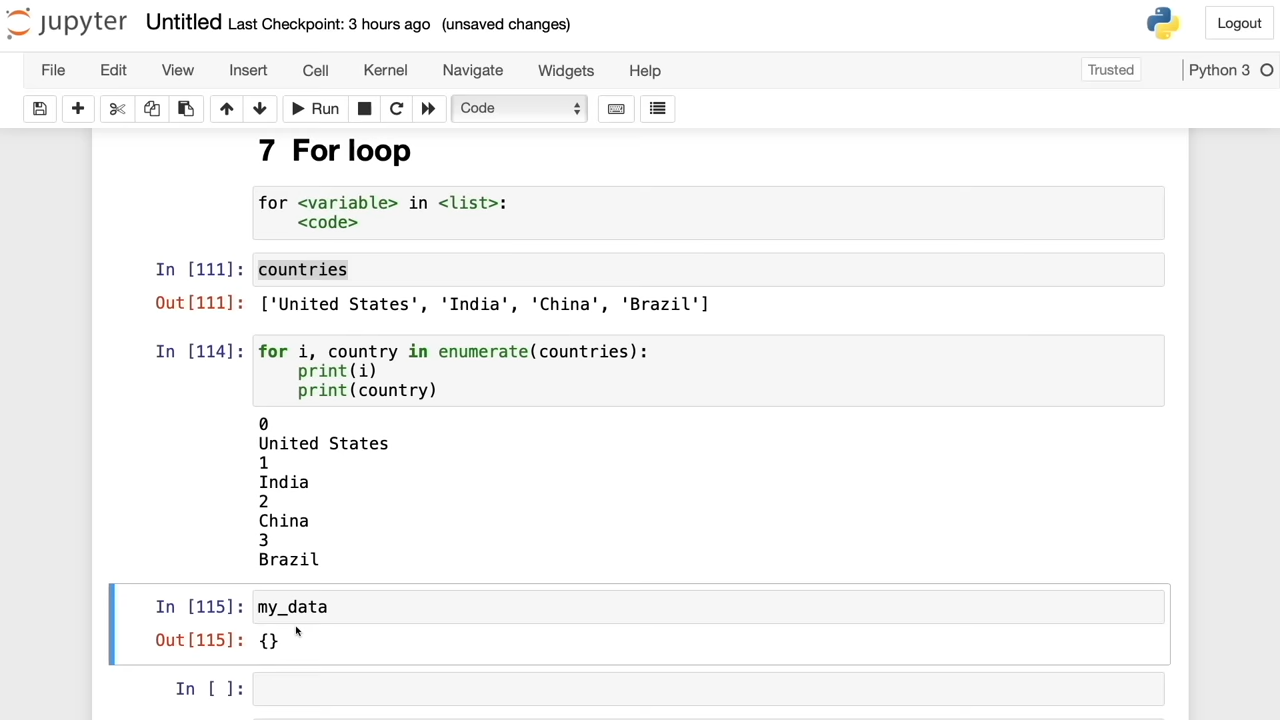 jupyter Untitled Last Checkpoint: 3 hours ago (unsaved changes) Logout
File Edit View Insert Cell Kernel Navigate Widgets Help Trusted Python 3
Run Code
7 For loop
for <variable> in <list>:
    <code>
In [111]: countries
Out[111]: ['United States', 'India', 'China', 'Brazil']
In [114]: for i, country in enumerate(countries):
    print(i)
    print(country)
0
United States
1
India
2
China
3
Brazil
In [115]: my_data
Out[115]: {}
In [ ]: